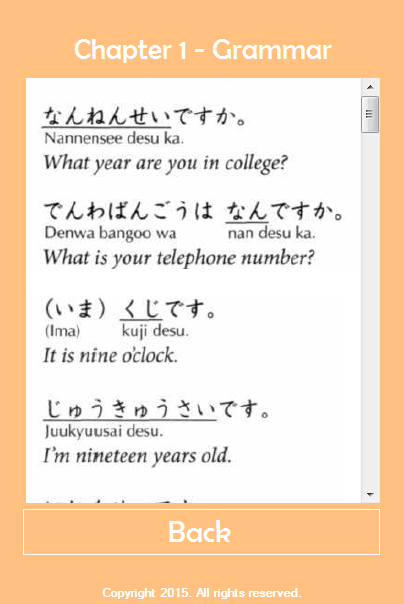 Chapter 1 - Grammar
なんねんせいですか。
Nannensee desu ka.
What year are you in college?
でんわばんごうは なんですか。
Denwa bangoo wa nan desu ka.
What is your telephone number?
(いま) くじです。
(Ima) kuji desu.
It is nine o'clock.
じゅうきゅうさいです。
Juukyuusai desu.
I'm nineteen years old.
Back
Copyright 2015. All rights reserved.